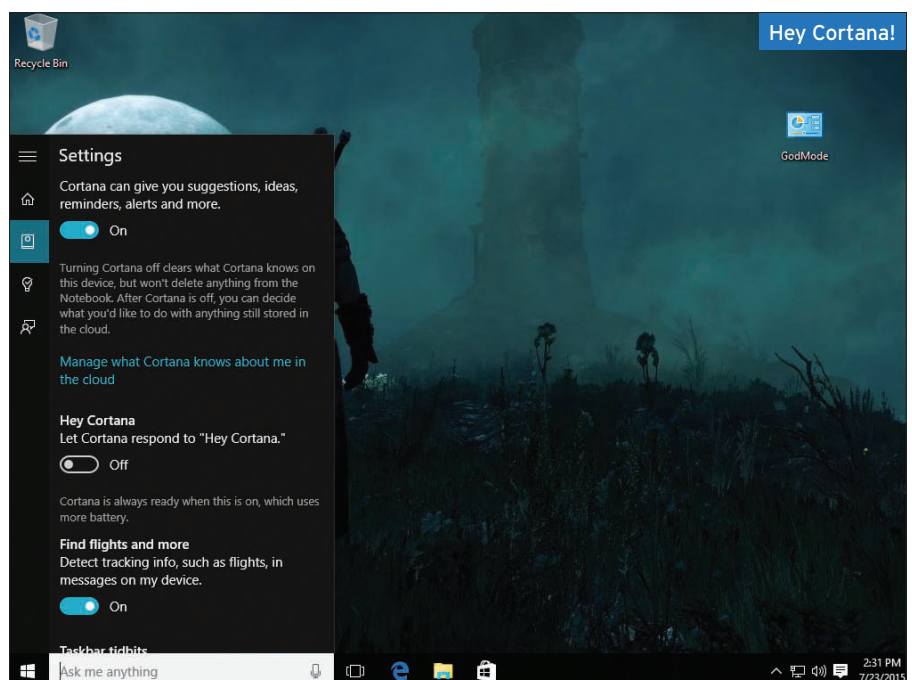 Hey Cortana!
Recycle Bin
GodMode
Settings
Cortana can give you suggestions, ideas,
reminders, alerts and more.
On
Turning Cortana off clears what Cortana knows on
this device, but won't delete anything from the
Notebook. After Cortana is off, you can decide
what you'd like to do with anything still stored in
the cloud.
Manage what Cortana knows about me in
the cloud
Hey Cortana
Let Cortana respond to "Hey Cortana."
Off
Cortana is always ready when this is on, which uses
more battery.
Find flights and more
Detect tracking info, such as flights, in
messages on my device.
On
Taskbar tidbits
Ask me anything
2:31 PM
7/23/2015